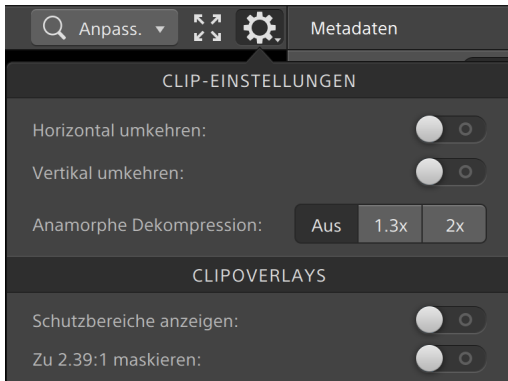 Anpass.
Metadaten
CLIP-EINSTELLUNGEN
Horizontal umkehren:
Vertikal umkehren:
Anamorphe Dekompression: Aus 1.3x 2x
CLIPOVERLAYS
Schutzbereiche anzeigen:
Zu 2.39:1 maskieren: